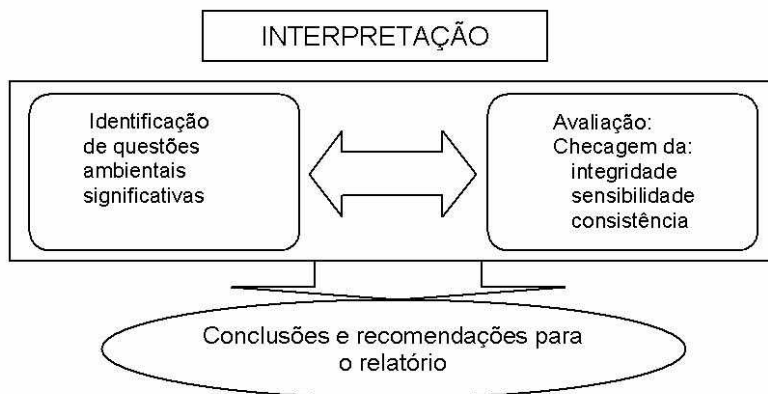 INTERPRETAÇÃO
Identificação
de questões
ambientais
significativas
Avaliação:
Checagem da:
integridade
sensibilidade
consistência
Conclusões e recomendações para
o relatório